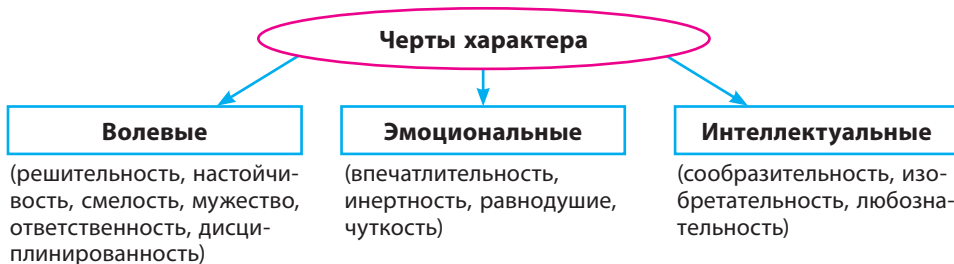 Черты характера
Волевые
(решительность, настойчи-
вость, смелость, мужество,
ответственность, дисци-
плинированность)
Эмоциональные
(впечатлительность,
инертность, равнодушие,
чуткость)
Интеллектуальные
(сообразительность, изо-
бретательность, любозна-
тельность)